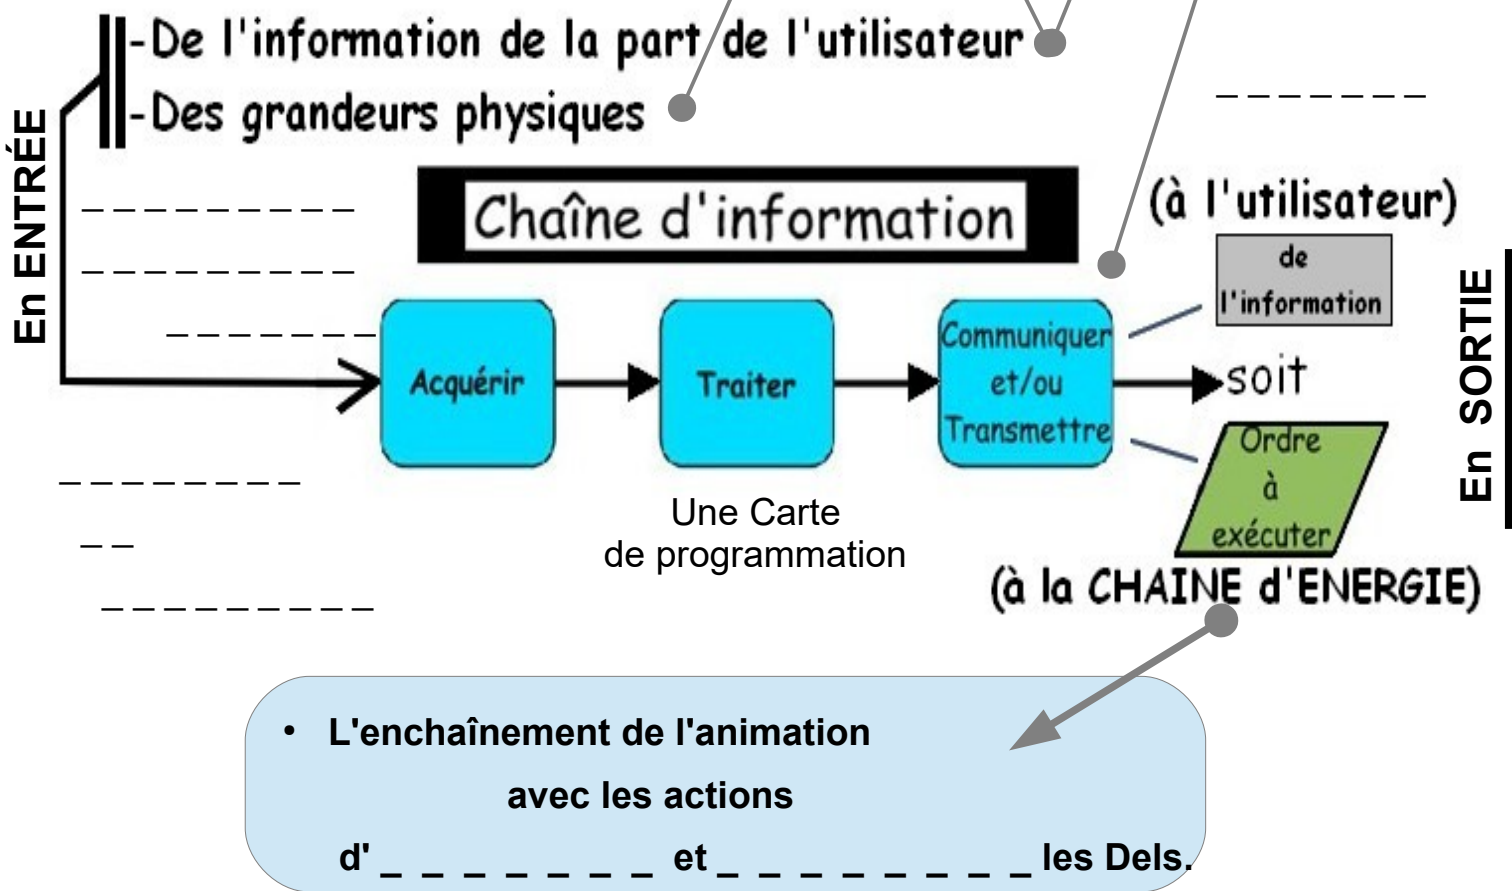 -De l'information de la part de l'utilisateur
-Des grandeurs physiques
_ _ _ _ _ _ _
En ENTRÉE
Chaîne d'information
(à l'utilisateur)
_ _ _ _ _ _ _ _ _
de
l'information
_ _ _ _ _ _ _ _ _
_ _ _ _ _ _ _
Acquérir
Traiter
Communiquer
et/ou
Transmettre
soit
En SORTIE
Ordre
à
exécuter
_ _ _ _ _ _ _ _
Une Carte
de programmation
_ _
(à la CHAINE d'ENERGIE)
_ _ _ _ _ _ _ _ _
• L'enchaînement de l'animation
avec les actions
d' _ _ _ _ _ _ _ et _ _ _ _ _ _ _ _ les Dels.